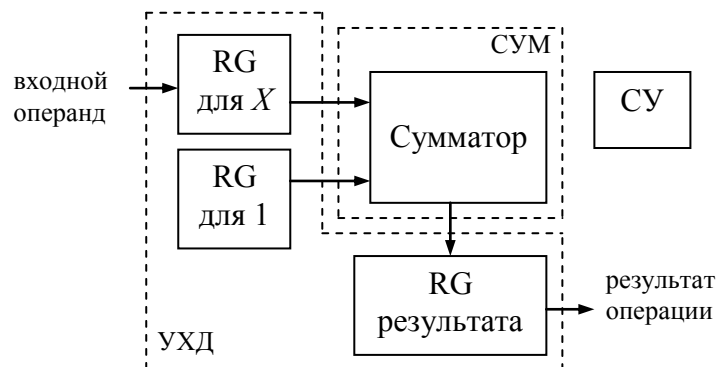 входной
операнд
RG
для X
RG
для 1
СУМ
Сумматор
СУ
RG
результата
результат
операции
УХД